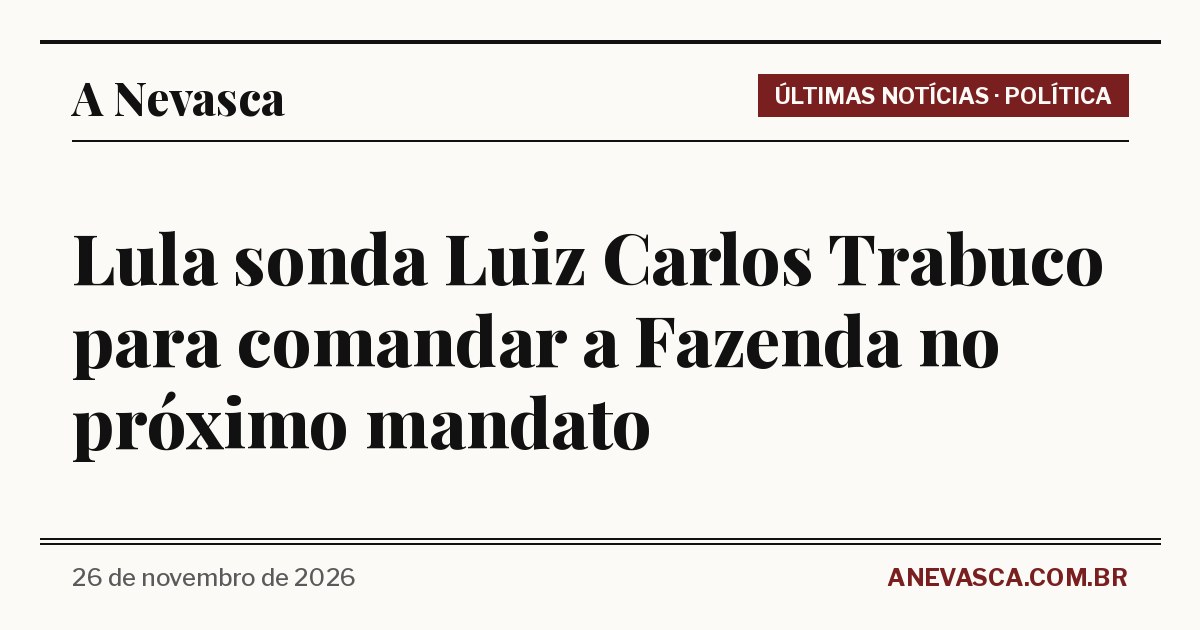 A Nevasca
ÚLTIMAS NOTÍCIAS · POLÍTICA
Lula sonda Luiz Carlos Trabuco
para comandar a Fazenda no
próximo mandato
26 de novembro de 2026
ANEVASCA.COM.BR